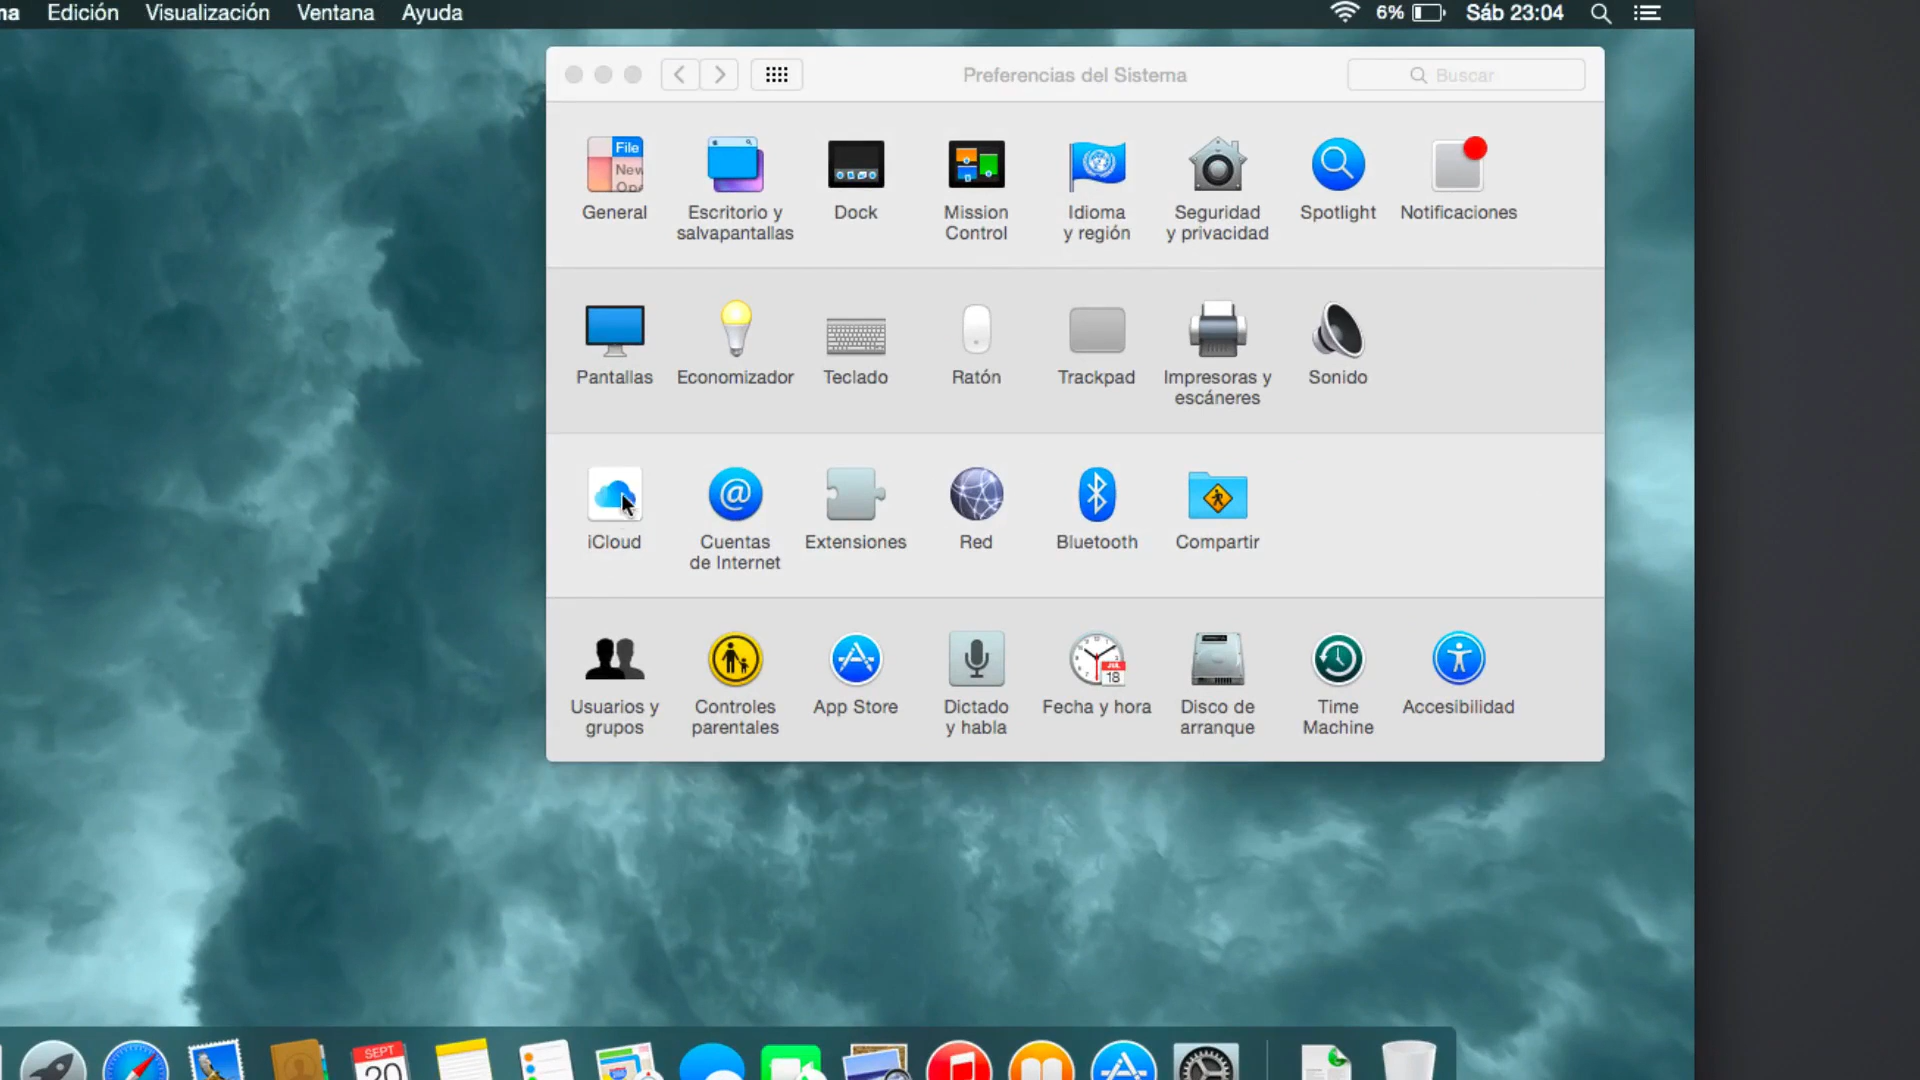 na Edición Visualización Ventana Ayuda 6% Sáb 23:04
Preferencias del Sistema Buscar
File
New
Ope
General
Escritorio y
salvapantallas
Dock
Mission
Control
Idioma
y región
Seguridad
y privacidad
Spotlight
Notificaciones
Pantallas
Economizador
Teclado
Ratón
Trackpad
Impresoras y
escáneres
Sonido
@
iCloud
Cuentas
de Internet
Extensiones
Red
Bluetooth
Compartir
JUL
18
Usuarios y
grupos
Controles
parentales
App Store
Dictado
y habla
Fecha y hora
Disco de
arranque
Time
Machine
Accesibilidad
SEPT
20